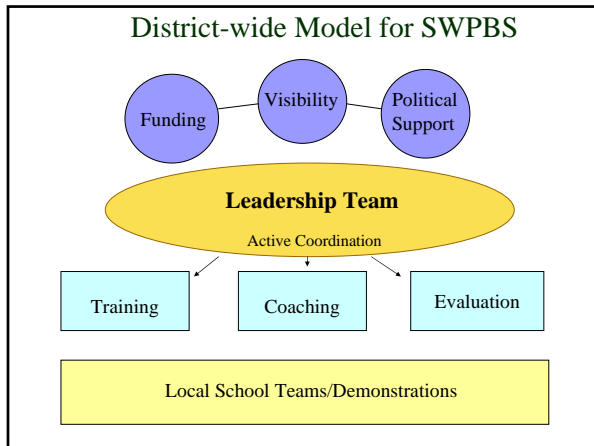 District-wide Model for SWPBS
Funding
Visibility
Political
Support
Leadership Team
Active Coordination
Training
Coaching
Evaluation
Local School Teams/Demonstrations